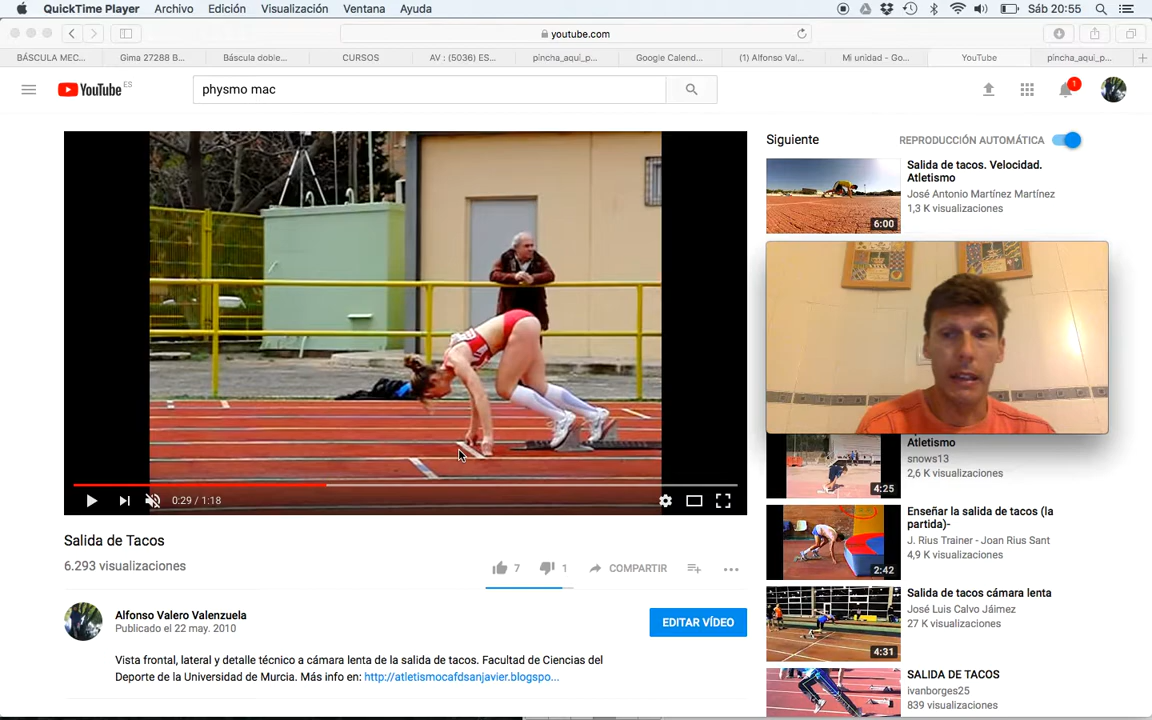 QuickTime Player Archivo Edición Visualización Ventana Ayuda Sáb 20:55
youtube.com
BÁSCULA MEC... Gima 27288 B... Báscula doble... CURSOS AV : (5036) ES... pincha_aqui_p... Google Calend... (1) Alfonso Val... Mi unidad - Go... YouTube pincha_aqui_p...
YouTube ES physmo mac 1
Siguiente REPRODUCCIÓN AUTOMÁTICA
Salida de tacos. Velocidad.
Atletismo
José Antonio Martínez Martínez
1,3 K visualizaciones
6:00
Atletismo
snows13
2,6 K visualizaciones
4:25
Enseñar la salida de tacos (la
partida)-
J. Rius Trainer - Joan Rius Sant
4,9 K visualizaciones
2:42
Salida de tacos cámara lenta
José Luis Calvo Jáimez
27 K visualizaciones
4:31
SALIDA DE TACOS
ivanborges25
839 visualizaciones
0:29 / 1:18
Salida de Tacos
6.293 visualizaciones
7 1 COMPARTIR
Alfonso Valero Valenzuela
Publicado el 22 may. 2010
EDITAR VÍDEO
Vista frontal, lateral y detalle técnico a cámara lenta de la salida de tacos. Facultad de Ciencias del
Deporte de la Universidad de Murcia. Más info en: http://atletismocafdsanjavier.blogspo...